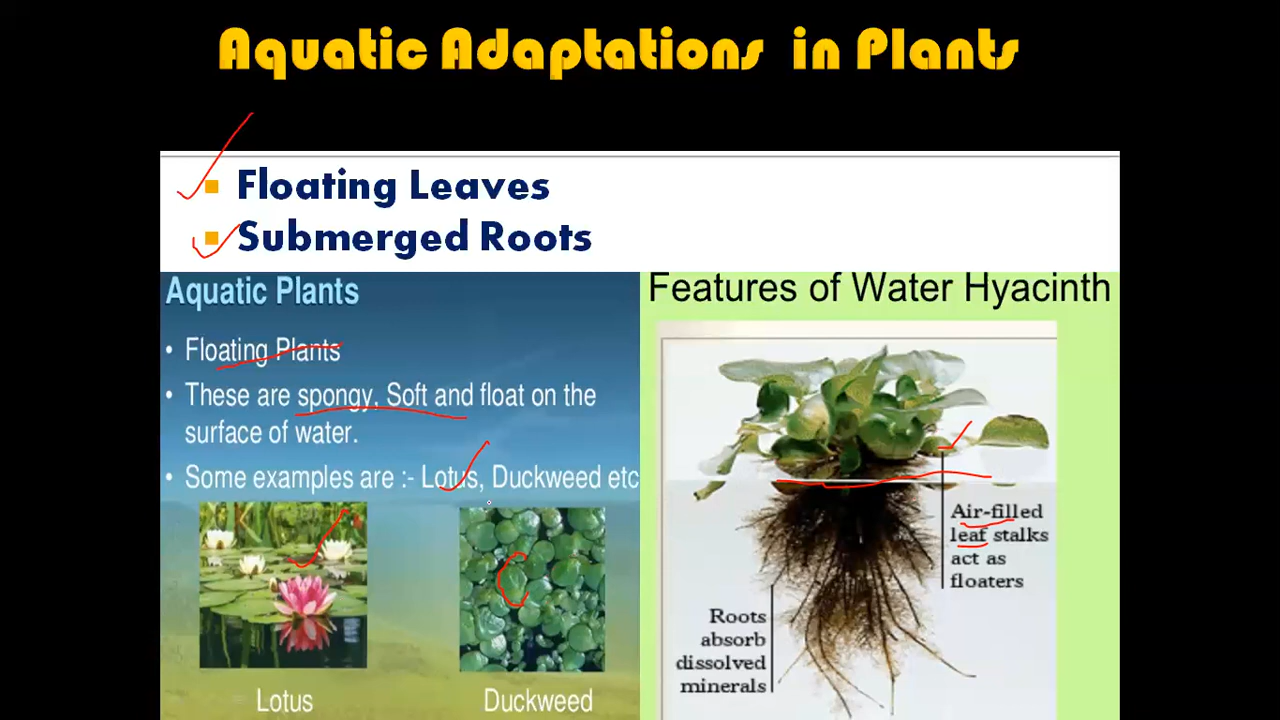 Aquatic Adaptations in Plants
▪ Floating Leaves
▪ Submerged Roots
Aquatic Plants
• Floating Plants
• These are spongy, Soft and float on the
surface of water.
• Some examples are :- Lotus, Duckweed etc
Lotus
Duckweed
Features of Water Hyacinth
Air-filled
leaf stalks
act as
floaters
Roots
absorb
dissolved
minerals